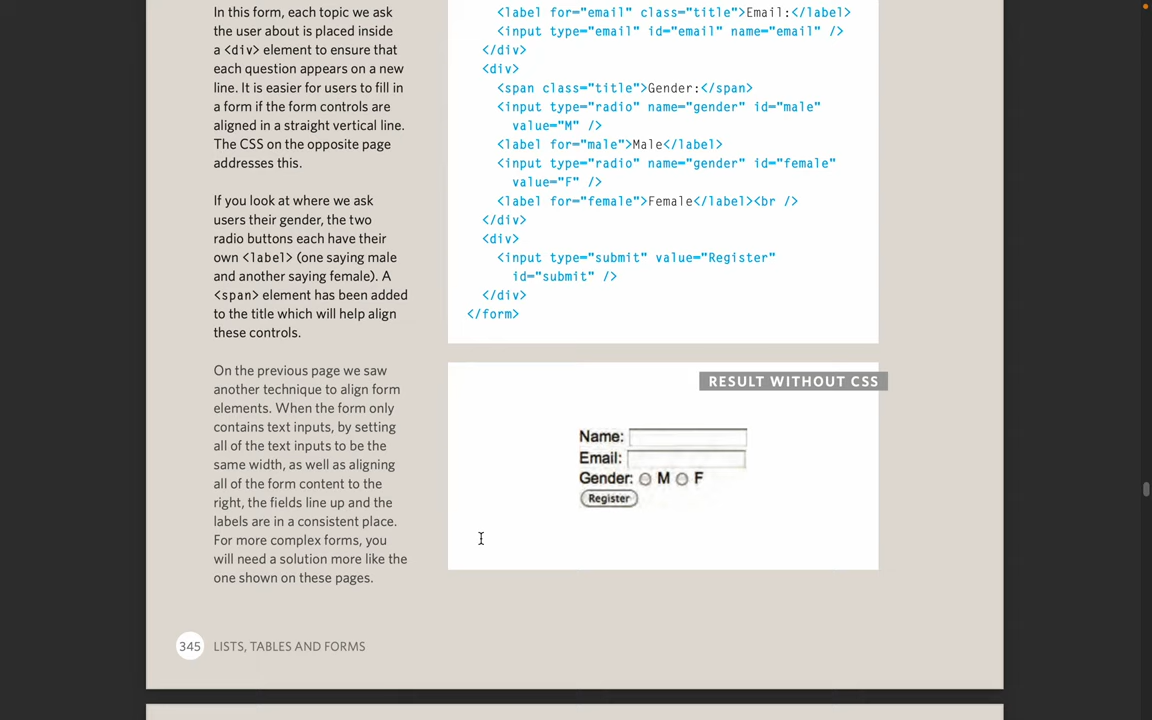 In this form, each topic we ask
the user about is placed inside
a <div> element to ensure that
each question appears on a new
line. It is easier for users to fill in
a form if the form controls are
aligned in a straight vertical line.
The CSS on the opposite page
addresses this.
If you look at where we ask
users their gender, the two
radio buttons each have their
own <label> (one saying male
and another saying female). A
<span> element has been added
to the title which will help align
these controls.
On the previous page we saw
another technique to align form
elements. When the form only
contains text inputs, by setting
all of the text inputs to be the
same width, as well as aligning
all of the form content to the
right, the fields line up and the
labels are in a consistent place.
For more complex forms, you
will need a solution more like the
one shown on these pages.
<label for="email" class="title">Email:</label>
<input type="email" id="email" name="email" />
</div>
<div>
<span class="title">Gender:</span>
<input type="radio" name="gender" id="male"
value="M" />
<label for="male">Male</label>
<input type="radio" name="gender" id="female"
value="F" />
<label for="female">Female</label><br />
</div>
<div>
<input type="submit" value="Register"
id="submit" />
</div>
</form>
RESULT WITHOUT CSS
Name:
Email:
Gender: M F
Register
345 LISTS, TABLES AND FORMS